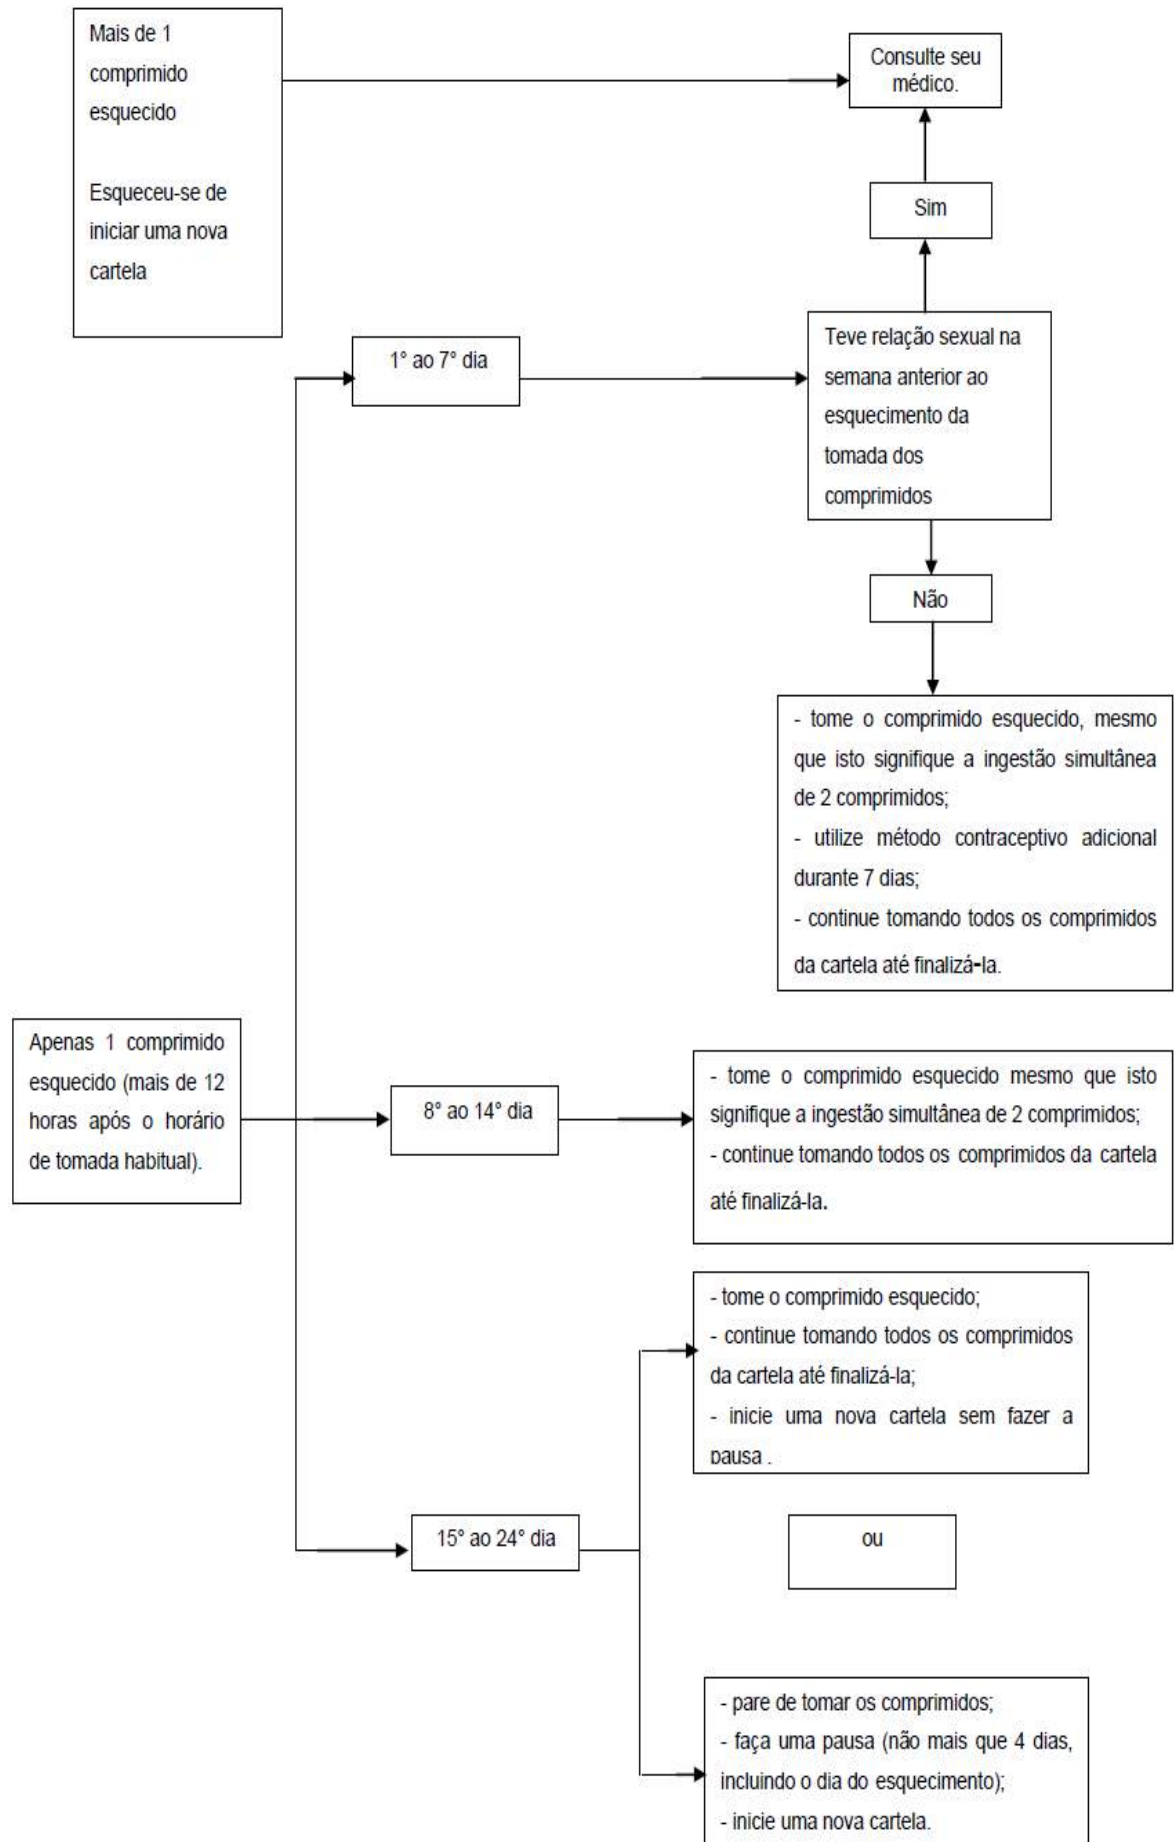 Mais de 1
comprimido
esquecido
Esqueceu-se de
iniciar uma nova
cartela
Consulte seu
médico.
Sim
1° ao 7° dia
Teve relação sexual na
semana anterior ao
esquecimento da
tomada dos
comprimidos
Não
- tome o comprimido esquecido, mesmo
que isto signifique a ingestão simultânea
de 2 comprimidos;
- utilize método contraceptivo adicional
durante 7 dias;
- continue tomando todos os comprimidos
da cartela até finalizá-la.
Apenas 1 comprimido
esquecido (mais de 12
horas após o horário
de tomada habitual).
8° ao 14° dia
- tome o comprimido esquecido mesmo que isto
signifique a ingestão simultânea de 2 comprimidos;
- continue tomando todos os comprimidos da cartela
até finalizá-la.
- tome o comprimido esquecido;
- continue tomando todos os comprimidos
da cartela até finalizá-la;
- inicie uma nova cartela sem fazer a
pausa .
15° ao 24° dia
ou
- pare de tomar os comprimidos;
- faça uma pausa (não mais que 4 dias,
incluindo o dia do esquecimento);
- inicie uma nova cartela.